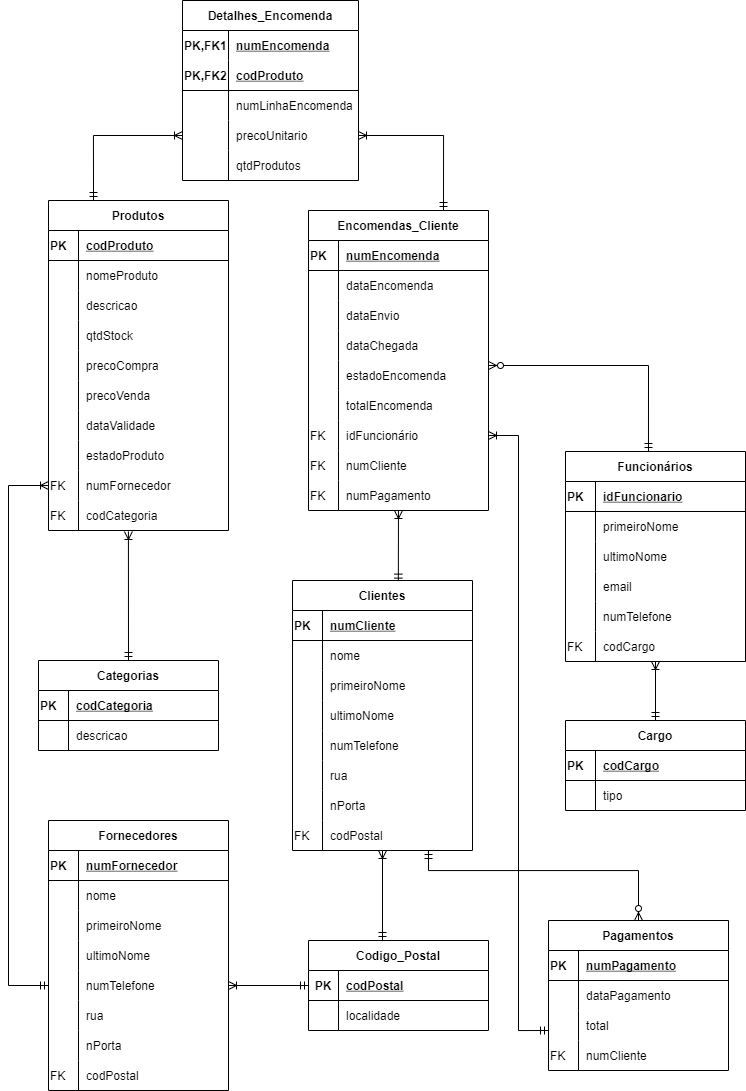 Detalhes_Encomenda
PK,FK1 numEncomenda
PK,FK2 codProduto
numLinhaEncomenda
precoUnitario
qtdProdutos
Produtos
PK codProduto
nomeProduto
descricao
qtdStock
precoCompra
precoVenda
dataValidade
estadoProduto
FK numFornecedor
FK codCategoria
Encomendas_Cliente
PK numEncomenda
dataEncomenda
dataEnvio
dataChegada
estadoEncomenda
totalEncomenda
FK idFuncionário
FK numCliente
FK numPagamento
Funcionários
PK idFuncionario
primeiroNome
ultimoNome
email
numTelefone
FK codCargo
Clientes
PK numCliente
nome
primeiroNome
ultimoNome
numTelefone
rua
nPorta
FK codPostal
Categorias
PK codCategoria
descricao
Cargo
PK codCargo
tipo
Fornecedores
PK numFornecedor
nome
primeiroNome
ultimoNome
numTelefone
rua
nPorta
FK codPostal
Codigo_Postal
PK codPostal
localidade
Pagamentos
PK numPagamento
dataPagamento
total
FK numCliente